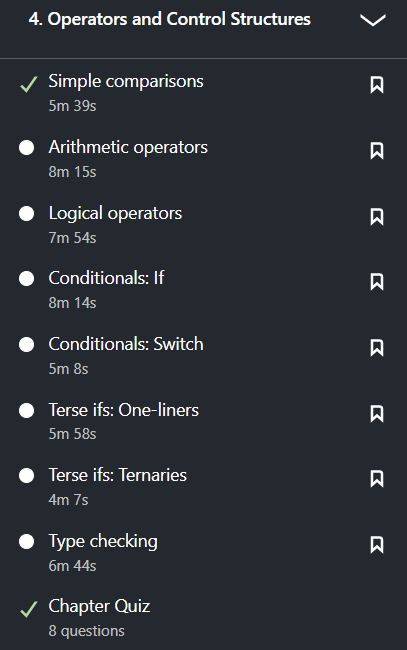 4. Operators and Control Structures
Simple comparisons
5m 39s
Arithmetic operators
8m 15s
Logical operators
7m 54s
Conditionals: If
8m 14s
Conditionals: Switch
5m 8s
Terse ifs: One-liners
5m 58s
Terse ifs: Ternaries
4m 7s
Type checking
6m 44s
Chapter Quiz
8 questions